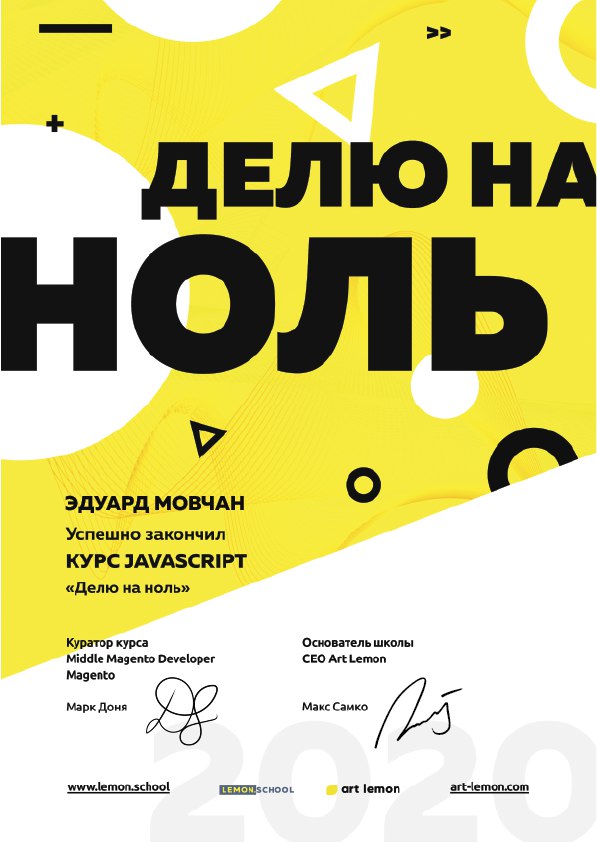 ДЕЛЮ НА
НОЛЬ
ЭДУАРД МОВЧАН
Успешно закончил
КУРС JAVASCRIPT
«Делю на ноль»
Куратор курса
Middle Magento Developer
Magento
Марк Доня
Основатель школы
CEO Art Lemon
Макс Самко
2020
www.lemon.school
LEMON.SCHOOL
art lemon
art-lemon.com